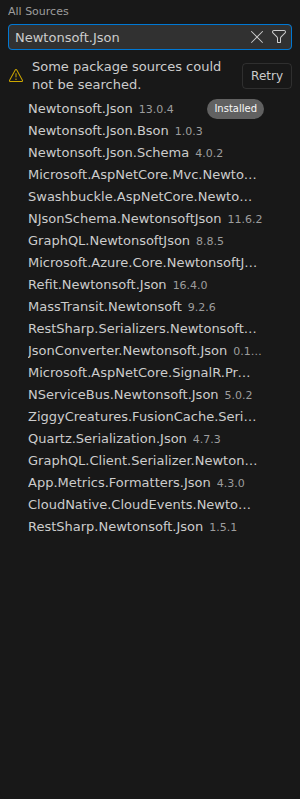 All Sources
Newtonsoft.Json
Some package sources could
not be searched.
Retry
Newtonsoft.Json 13.0.4 Installed
Newtonsoft.Json.Bson 1.0.3
Newtonsoft.Json.Schema 4.0.2
Microsoft.AspNetCore.Mvc.Newto...
Swashbuckle.AspNetCore.Newto...
NJsonSchema.NewtonsoftJson 11.6.2
GraphQL.NewtonsoftJson 8.8.5
Microsoft.Azure.Core.NewtonsoftJ...
Refit.Newtonsoft.Json 16.4.0
MassTransit.Newtonsoft 9.2.6
RestSharp.Serializers.Newtonsoft...
JsonConverter.Newtonsoft.Json 0.1...
Microsoft.AspNetCore.SignalR.Pr...
NServiceBus.Newtonsoft.Json 5.0.2
ZiggyCreatures.FusionCache.Seri...
Quartz.Serialization.Json 4.7.3
GraphQL.Client.Serializer.Newton...
App.Metrics.Formatters.Json 4.3.0
CloudNative.CloudEvents.Newto...
RestSharp.Newtonsoft.Json 1.5.1